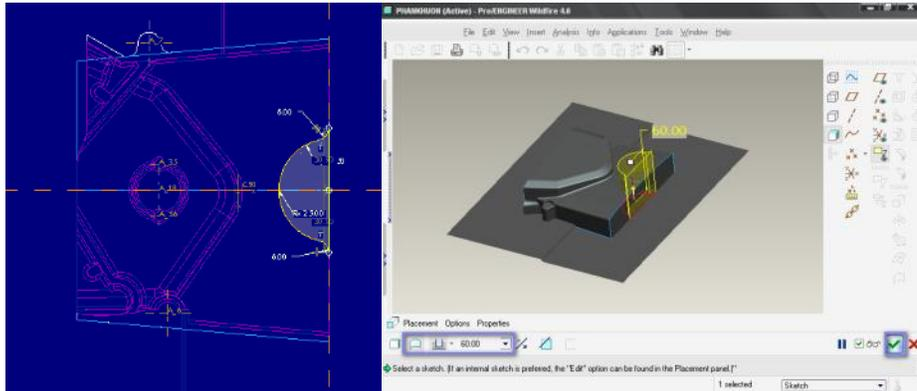 PHANKHUON (Active) - Pro/ENGINEER Wildfire 4.0
File Edit View Insert Analysis Info Applications Tools Window Help
6.00
R= 2.300
6.00
60.00
Placement Options Properties
60.00
Select a sketch. (If an internal sketch is preferred, the "Edit" option can be found in the Placement panel.)"
1 selected
Sketch